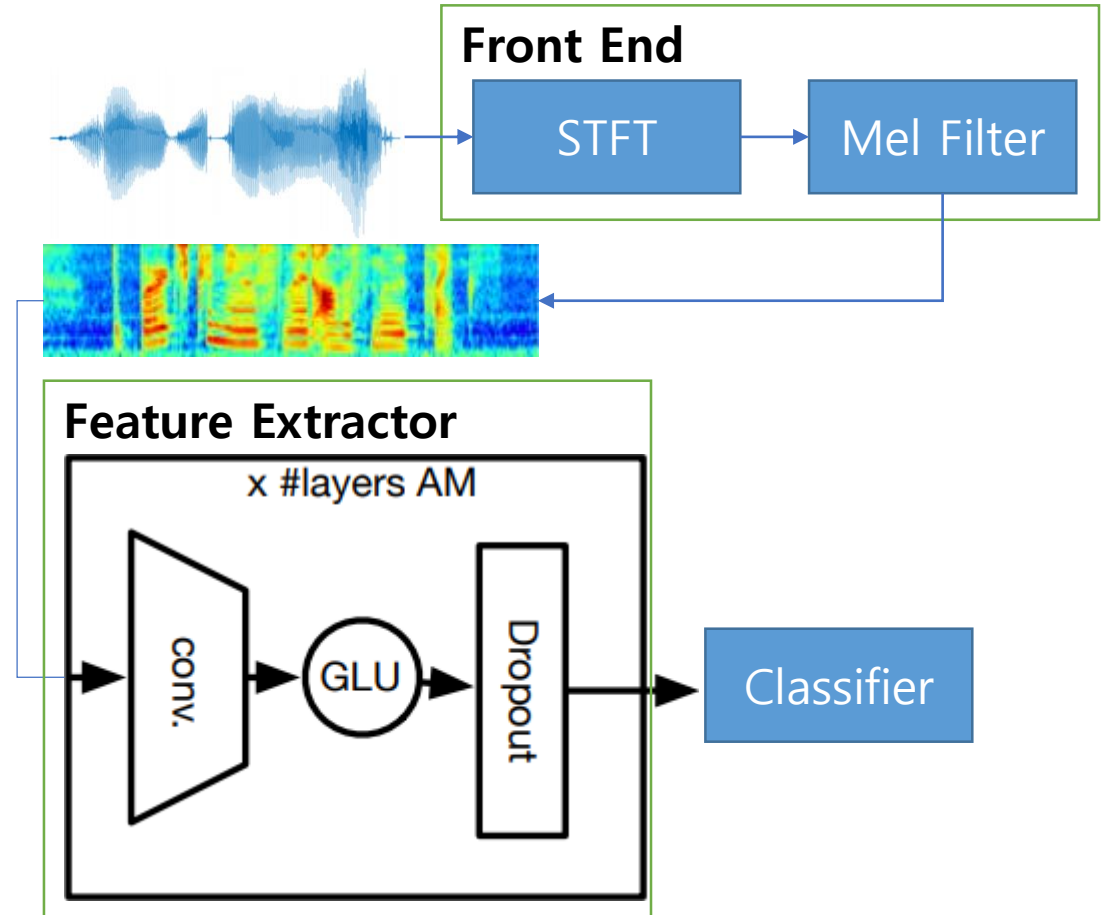 Front End
STFT
Mel Filter
Feature Extractor
x #layers AM
conv.
GLU
Dropout
Classifier